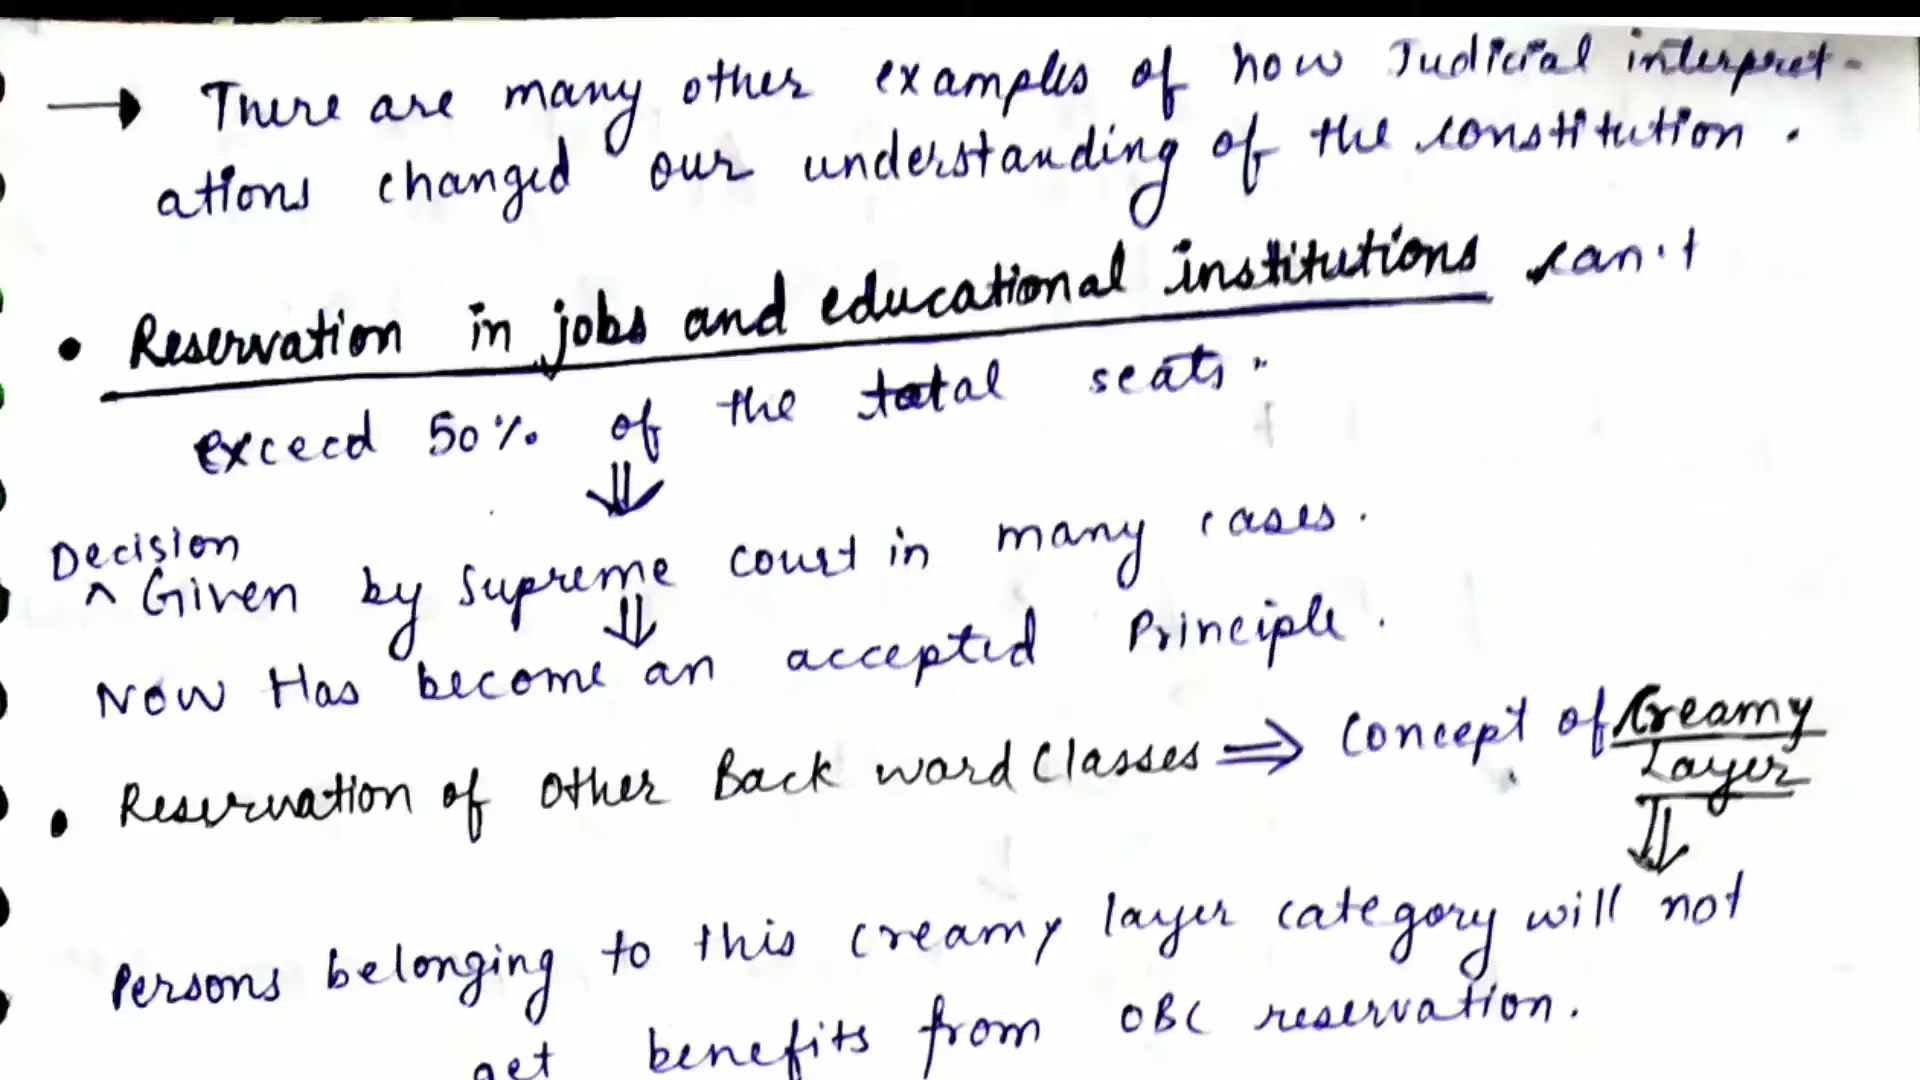 → There are many other examples of how Judicial interpret-
ations changed our understanding of the constitution.
• Reservation in jobs and educational institutions can't
exceed 50% of the total seats.
⇓
Decision
^ Given by Supreme court in many cases.
⇓
Now Has become an accepted Principle.
• Reservation of Other Back ward Classes ⇒ Concept of Creamy
Layer
⇓
Persons belonging to this creamy layer category will not
get benefits from OBC reservation.